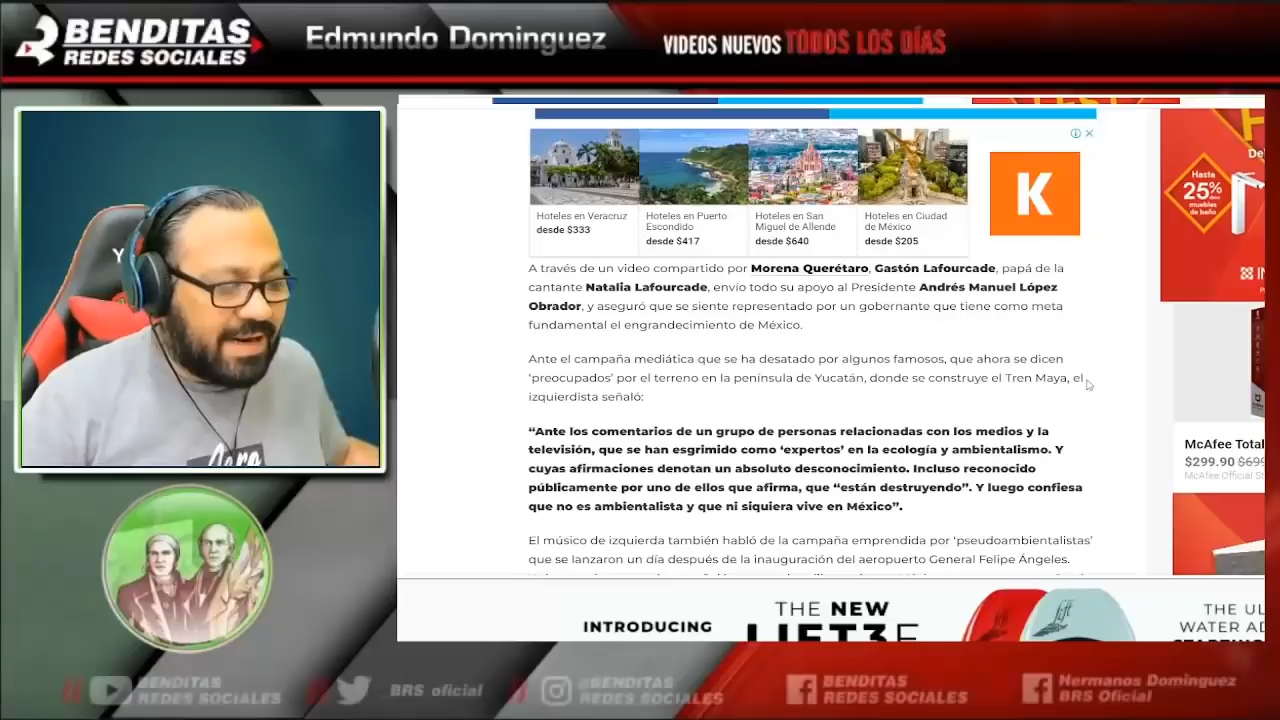 BENDITAS
REDES SOCIALES
Edmundo Dominguez
VIDEOS NUEVOS TODOS LOS DÍAS
Hoteles en Veracruz
desde $333
Hoteles en Puerto
Escondido
desde $417
Hoteles en San
Miguel de Allende
desde $640
Hoteles en Ciudad
de México
desde $205
K
Hasta
25%
muebles
de baño
A través de un video compartido por Morena Querétaro, Gastón Lafourcade, papá de la
cantante Natalia Lafourcade, envío todo su apoyo al Presidente Andrés Manuel López
Obrador, y aseguró que se siente representado por un gobernante que tiene como meta
fundamental el engrandecimiento de México.
Ante el campaña mediática que se ha desatado por algunos famosos, que ahora se dicen
‘preocupados’ por el terreno en la península de Yucatán, donde se construye el Tren Maya, el
izquierdista señaló:
“Ante los comentarios de un grupo de personas relacionadas con los medios y la
televisión, que se han esgrimido como ‘expertos’ en la ecología y ambientalismo. Y
cuyas afirmaciones denotan un absoluto desconocimiento. Incluso reconocido
públicamente por uno de ellos que afirma, que “están destruyendo”. Y luego confiesa
que no es ambientalista y que ni siquiera vive en México”.
El músico de izquierda también habló de la campaña emprendida por ‘pseudoambientalistas’
que se lanzaron un día después de la inauguración del aeropuerto General Felipe Ángeles.
McAfee Total
$299.90
McAfee Official
INTRODUCING
THE NEW
LIFT3F
lift
THE UL
WATER AD
BENDITAS
REDES SOCIALES
BRS oficial
BENDITAS
REDES SOCIALES
BENDITAS
REDES SOCIALES
Hermanos Dominguez
BRS Oficial